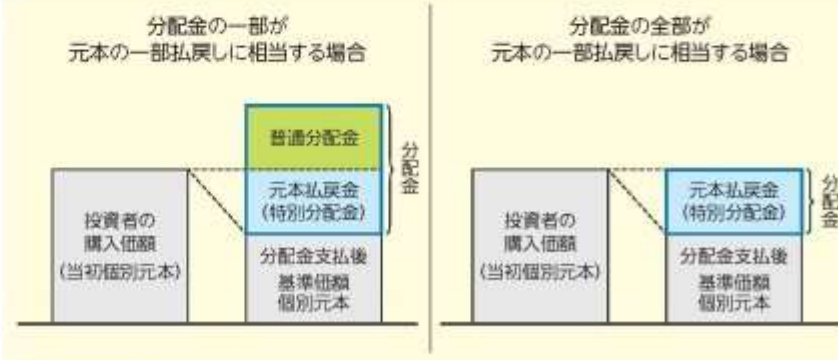 分配金の一部が
元本の一部払戻しに相当する場合
普通分配金
元本払戻金
(特別分配金)
分配金
投資者の
購入価額
(当初個別元本)
分配金支払後
基準価額
個別元本
分配金の全部が
元本の一部払戻しに相当する場合
元本払戻金
(特別分配金)
分配金
投資者の
購入価額
(当初個別元本)
分配金支払後
基準価額
個別元本